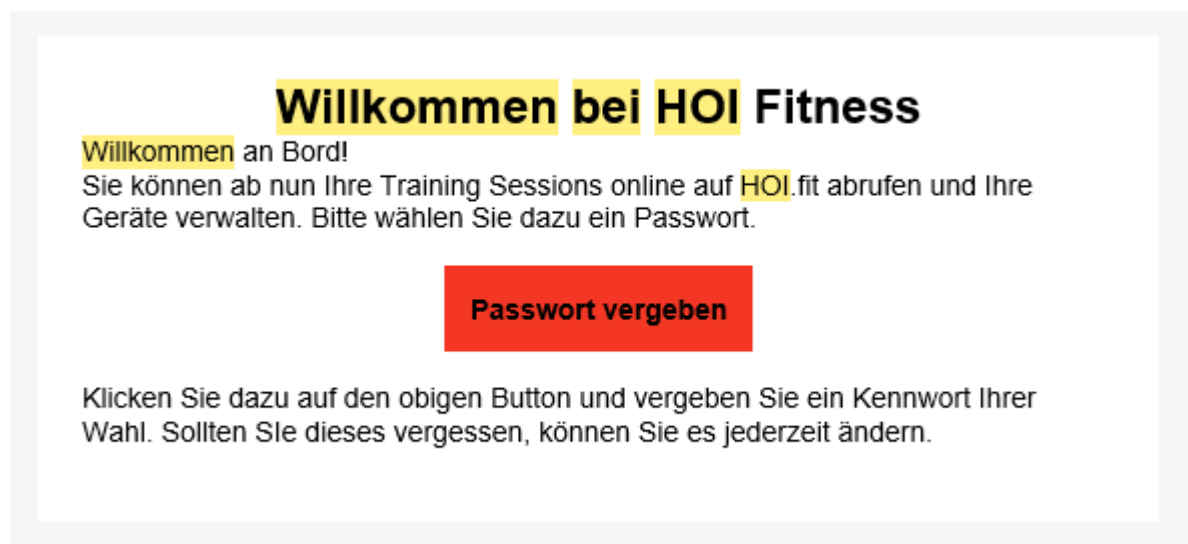 Willkommen bei HOI Fitness
Willkommen an Bord!
Sie können ab nun Ihre Training Sessions online auf HOI.fit abrufen und Ihre
Geräte verwalten. Bitte wählen Sie dazu ein Passwort.
Passwort vergeben
Klicken Sie dazu auf den obigen Button und vergeben Sie ein Kennwort Ihrer
Wahl. Sollten SIe dieses vergessen, können Sie es jederzeit ändern.